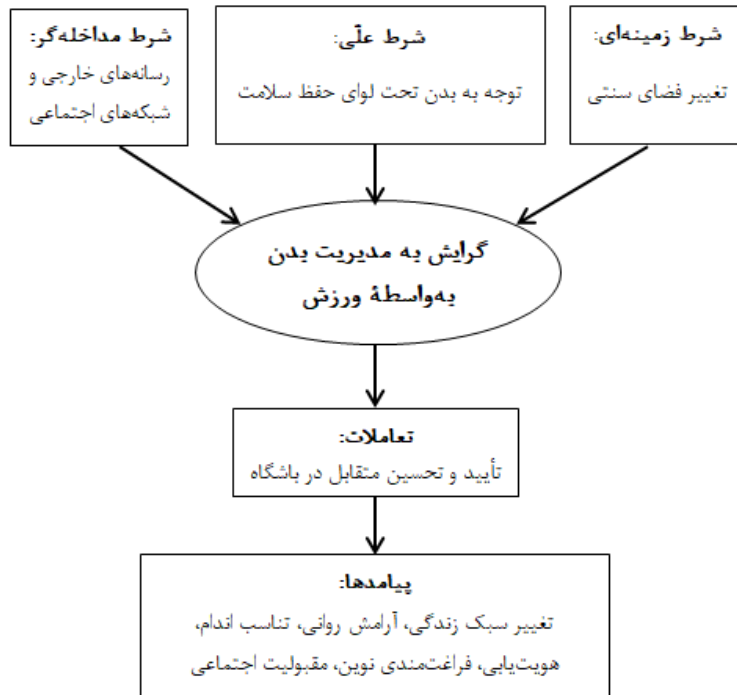 شرط زمینه‌ای:
تغییر فضای سنتی
شرط علّی:
توجه به بدن تحت لوای حفظ سلامت
شرط مداخله‌گر:
رسانه‌های خارجی و
شبکه‌های اجتماعی
گرایش به مدیریت بدن
به‌واسطۀ ورزش
تعاملات:
تأیید و تحسین متقابل در باشگاه
پیامدها:
تغییر سبک زندگی، آرامش روانی، تناسب اندام،
هویت‌یابی، فراغت‌مندی نوین، مقبولیت اجتماعی